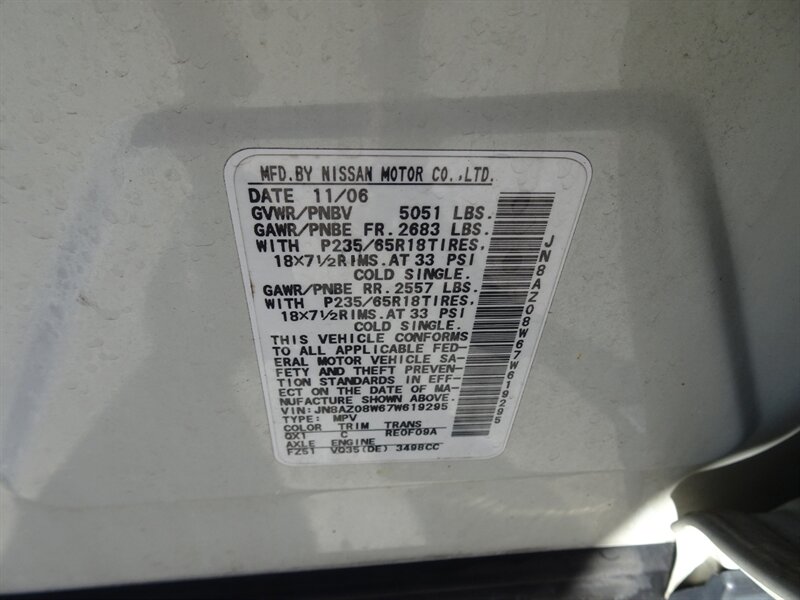 MFD.BY NISSAN MOTOR CO.,LTD.
DATE 11/06
GVWR/PNBV 5051 LBS.
GAWR/PNBE FR.2683 LBS.
WITH P235/65R18TIRES,
18×7½RIMS.AT 33 PSI
COLD SINGLE.
GAWR/PNBE RR.2557 LBS.
WITH P235/65R18TIRES,
18×7½RIMS.AT 33 PSI
COLD SINGLE.
THIS VEHICLE CONFORMS
TO ALL APPLICABLE FED-
ERAL MOTOR VEHICLE SA-
FETY AND THEFT PREVEN-
TION STANDARDS IN EFF-
ECT ON THE DATE OF MA-
NUFACTURE SHOWN ABOVE.
VIN:JN8AZ08W67W619295
TYPE: MPV
COLOR TRIM TRANS
QX1 C RE0F09A
AXLE ENGINE
FZ51 VQ35(DE) 3498CC
JN8AZ08W67W619295